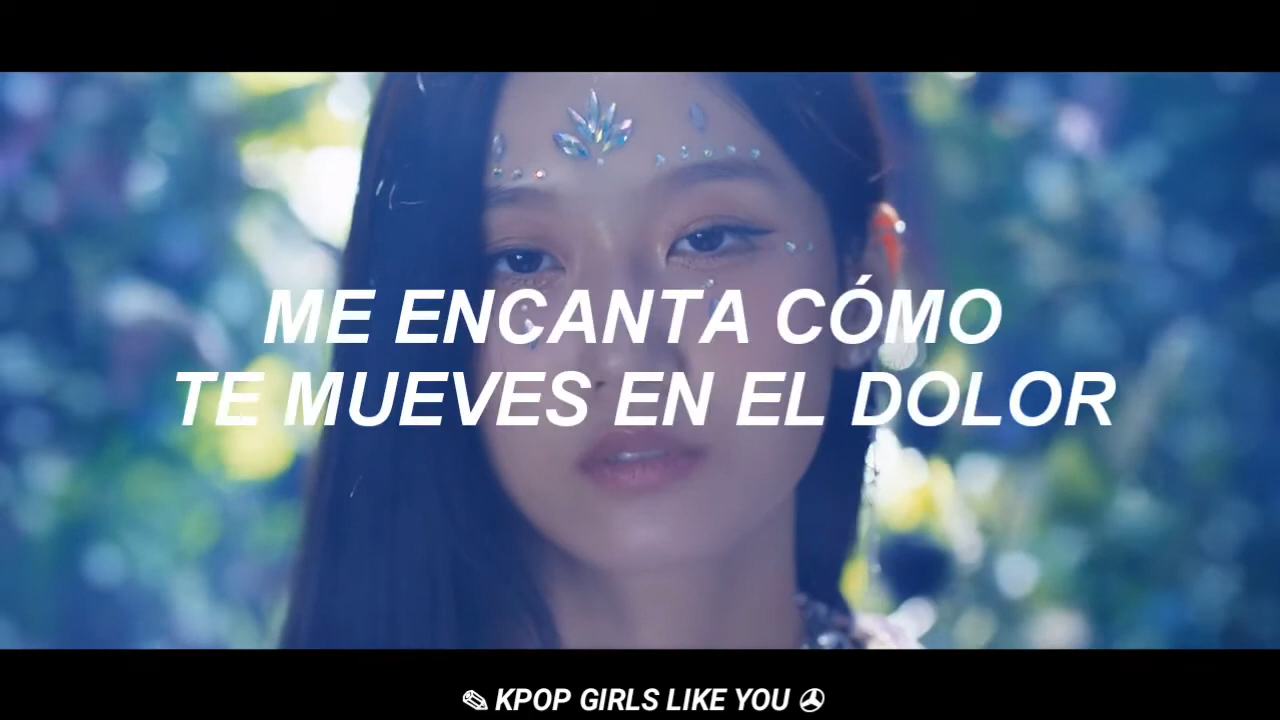 ME ENCANTA CÓMO
TE MUEVES EN EL DOLOR
✎ KPOP GIRLS LIKE YOU ✇